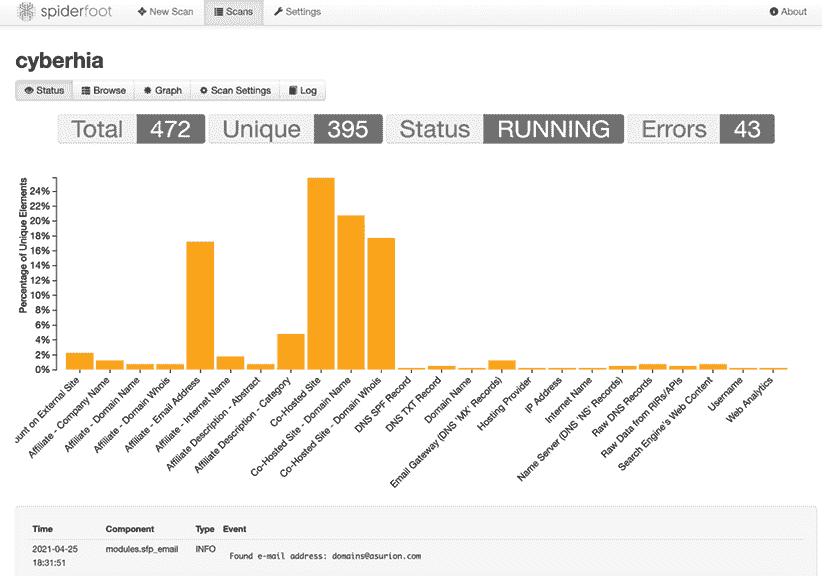 spiderfoot New Scan Scans Settings About
cyberhia
Status Browse Graph Scan Settings Log
Total 472 Unique 395 Status RUNNING Errors 43
Percentage of Unique Elements
24%
22%
20%
18%
16%
14%
12%
10%
8%
6%
4%
2%
0%
unt on External Site
Affiliate - Company Name
Affiliate - Domain Name
Affiliate - Domain Whois
Affiliate - Email Address
Affiliate - Internet Name
Affiliate Description - Abstract
Affiliate Description - Category
Co-Hosted Site
Co-Hosted Site - Domain Name
Co-Hosted Site - Domain Whois
DNS SPF Record
DNS TXT Record
Domain Name
Email Gateway (DNS 'MX' Records)
Hosting Provider
IP Address
Internet Name
Name Server (DNS 'NS' Records)
Raw DNS Records
Raw Data from RIRs/APIs
Search Engine's Web Content
Username
Web Analytics
Time Component Type Event
2021-04-25 modules.sfp_email INFO Found e-mail address: domains@asurion.com
18:31:51